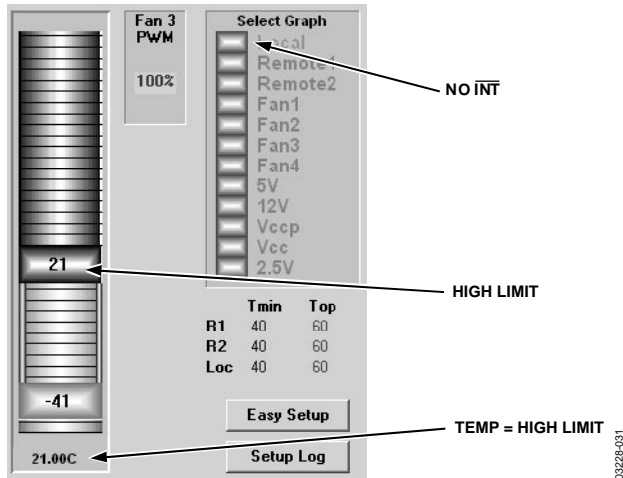 Fan 3
PWM
100%
Select Graph
Local
Remote1
Remote2
Fan1
Fan2
Fan3
Fan4
5V
12V
Vccp
Vcc
2.5V
NO I̅N̅T̅
21
HIGH LIMIT
Tmin Top
R1 40 60
R2 40 60
Loc 40 60
-41
Easy Setup
TEMP = HIGH LIMIT
21.00C
Setup Log
03228-031